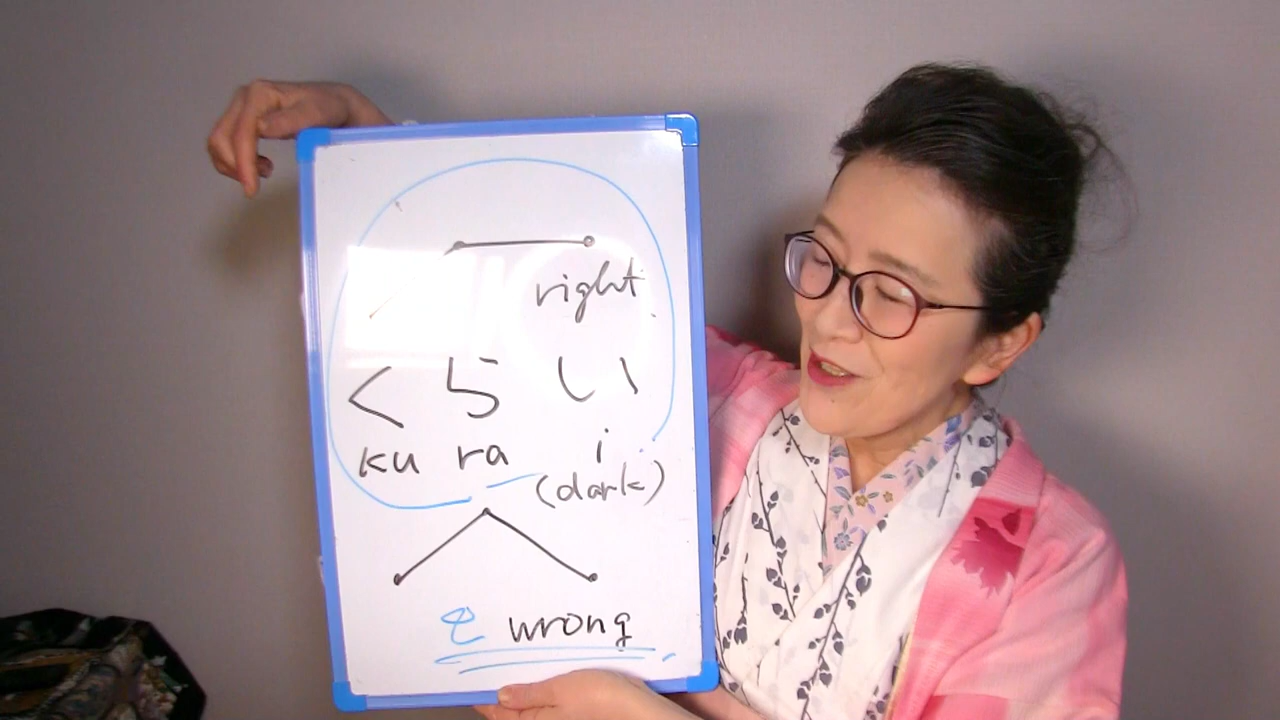 right
くらい
ku ra i
(dark)
wrong